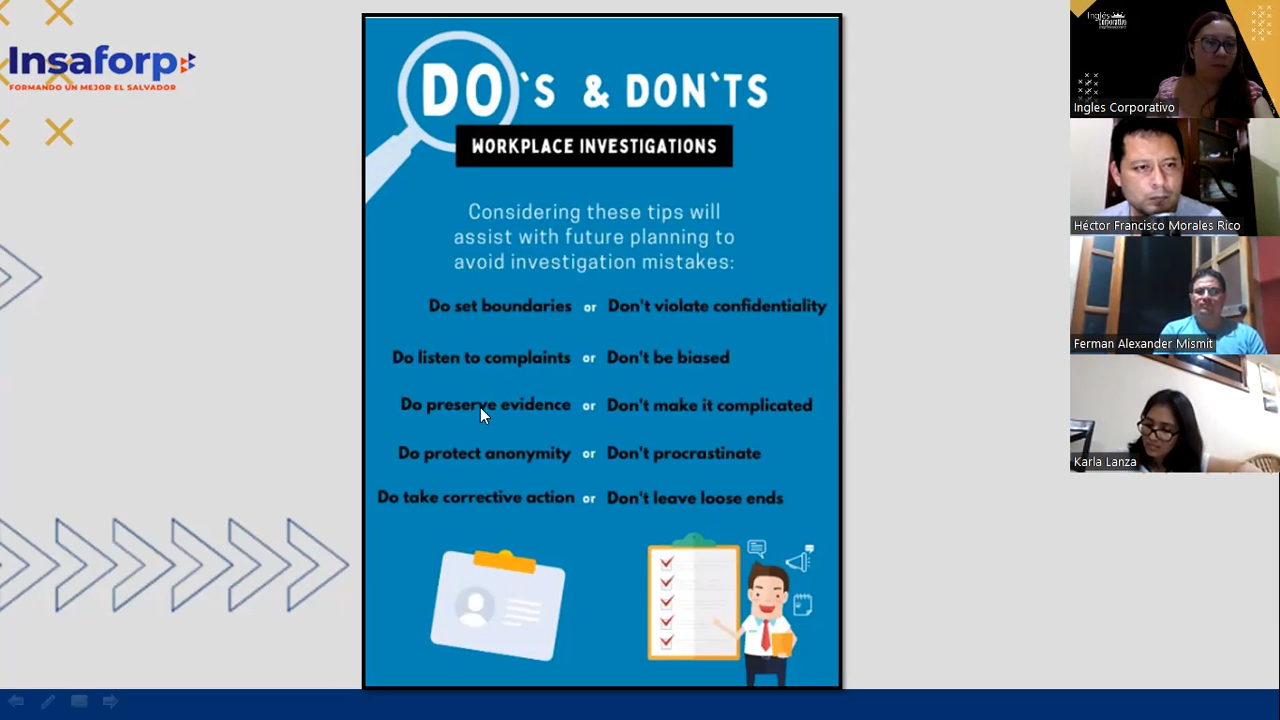 Insaforp
FORMANDO UN MEJOR EL SALVADOR
DO`S & DON`TS
WORKPLACE INVESTIGATIONS
Considering these tips will
assist with future planning to
avoid investigation mistakes:
Do set boundaries or Don't violate confidentiality
Do listen to complaints or Don't be biased
Do preserve evidence or Don't make it complicated
Do protect anonymity or Don't procrastinate
Do take corrective action or Don't leave loose ends
Inglés
Corporativo
Ingles Corporativo
Héctor Francisco Morales Rico
Ferman Alexander Mismit
Karla Lanza